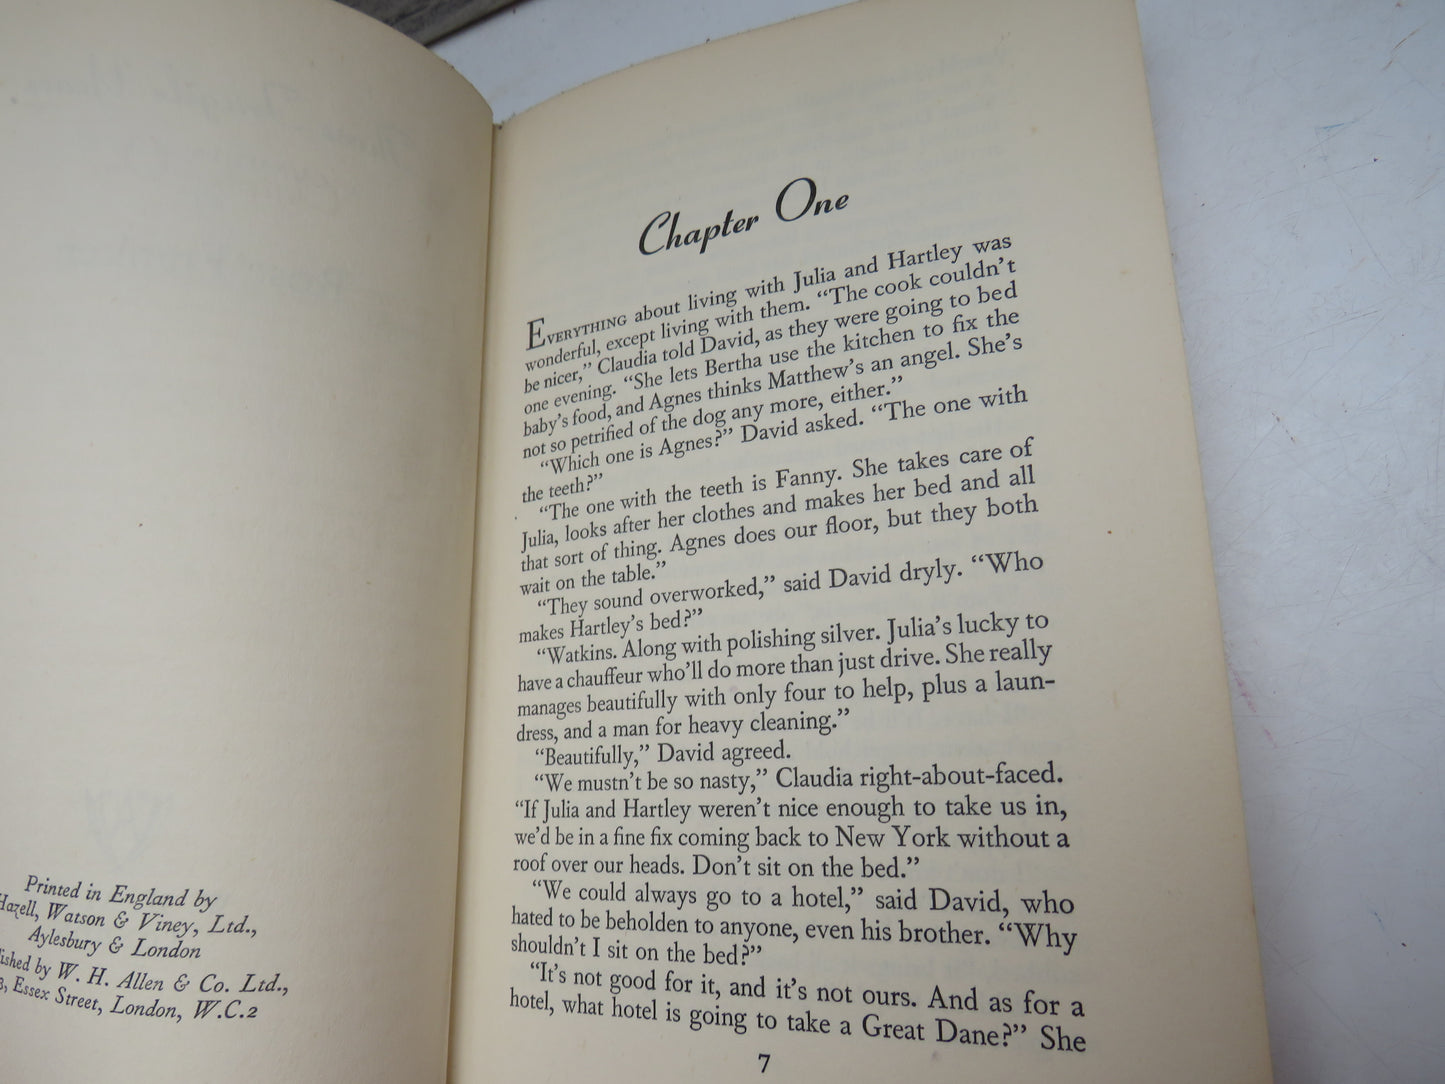 Printed in England by
Hazell, Watson & Viney, Ltd.,
Aylesbury & London
by W. H. Allen & Co. Ltd.,
Essex Street, London, W.C.2
Chapter One
EVERYTHING about living with Julia and Hartley was
wonderful, except living with them. “The cook couldn’t
be nicer,” Claudia told David, as they were going to bed
one evening. “She lets Bertha use the kitchen to fix the
baby’s food, and Agnes thinks Matthew’s an angel. She’s
not so petrified of the dog any more, either.”
“Which one is Agnes?” David asked. “The one with
the teeth?”
“The one with the teeth is Fanny. She takes care of
Julia, looks after her clothes and makes her bed and all
that sort of thing. Agnes does our floor, but they both
wait on the table.”
“They sound overworked,” said David dryly. “Who
makes Hartley’s bed?”
“Watkins. Along with polishing silver. Julia’s lucky to
have a chauffeur who’ll do more than just drive. She really
manages beautifully with only four to help, plus a laun-
dress, and a man for heavy cleaning.”
“Beautifully,” David agreed.
“We mustn’t be so nasty,” Claudia right-about-faced.
“If Julia and Hartley weren’t nice enough to take us in,
we’d be in a fine fix coming back to New York without a
roof over our heads. Don’t sit on the bed.”
“We could always go to a hotel,” said David, who
hated to be beholden to anyone, even his brother. “Why
shouldn’t I sit on the bed?”
“It’s not good for it, and it’s not ours. And as for a
hotel, what hotel is going to take a Great Dane?” She
7